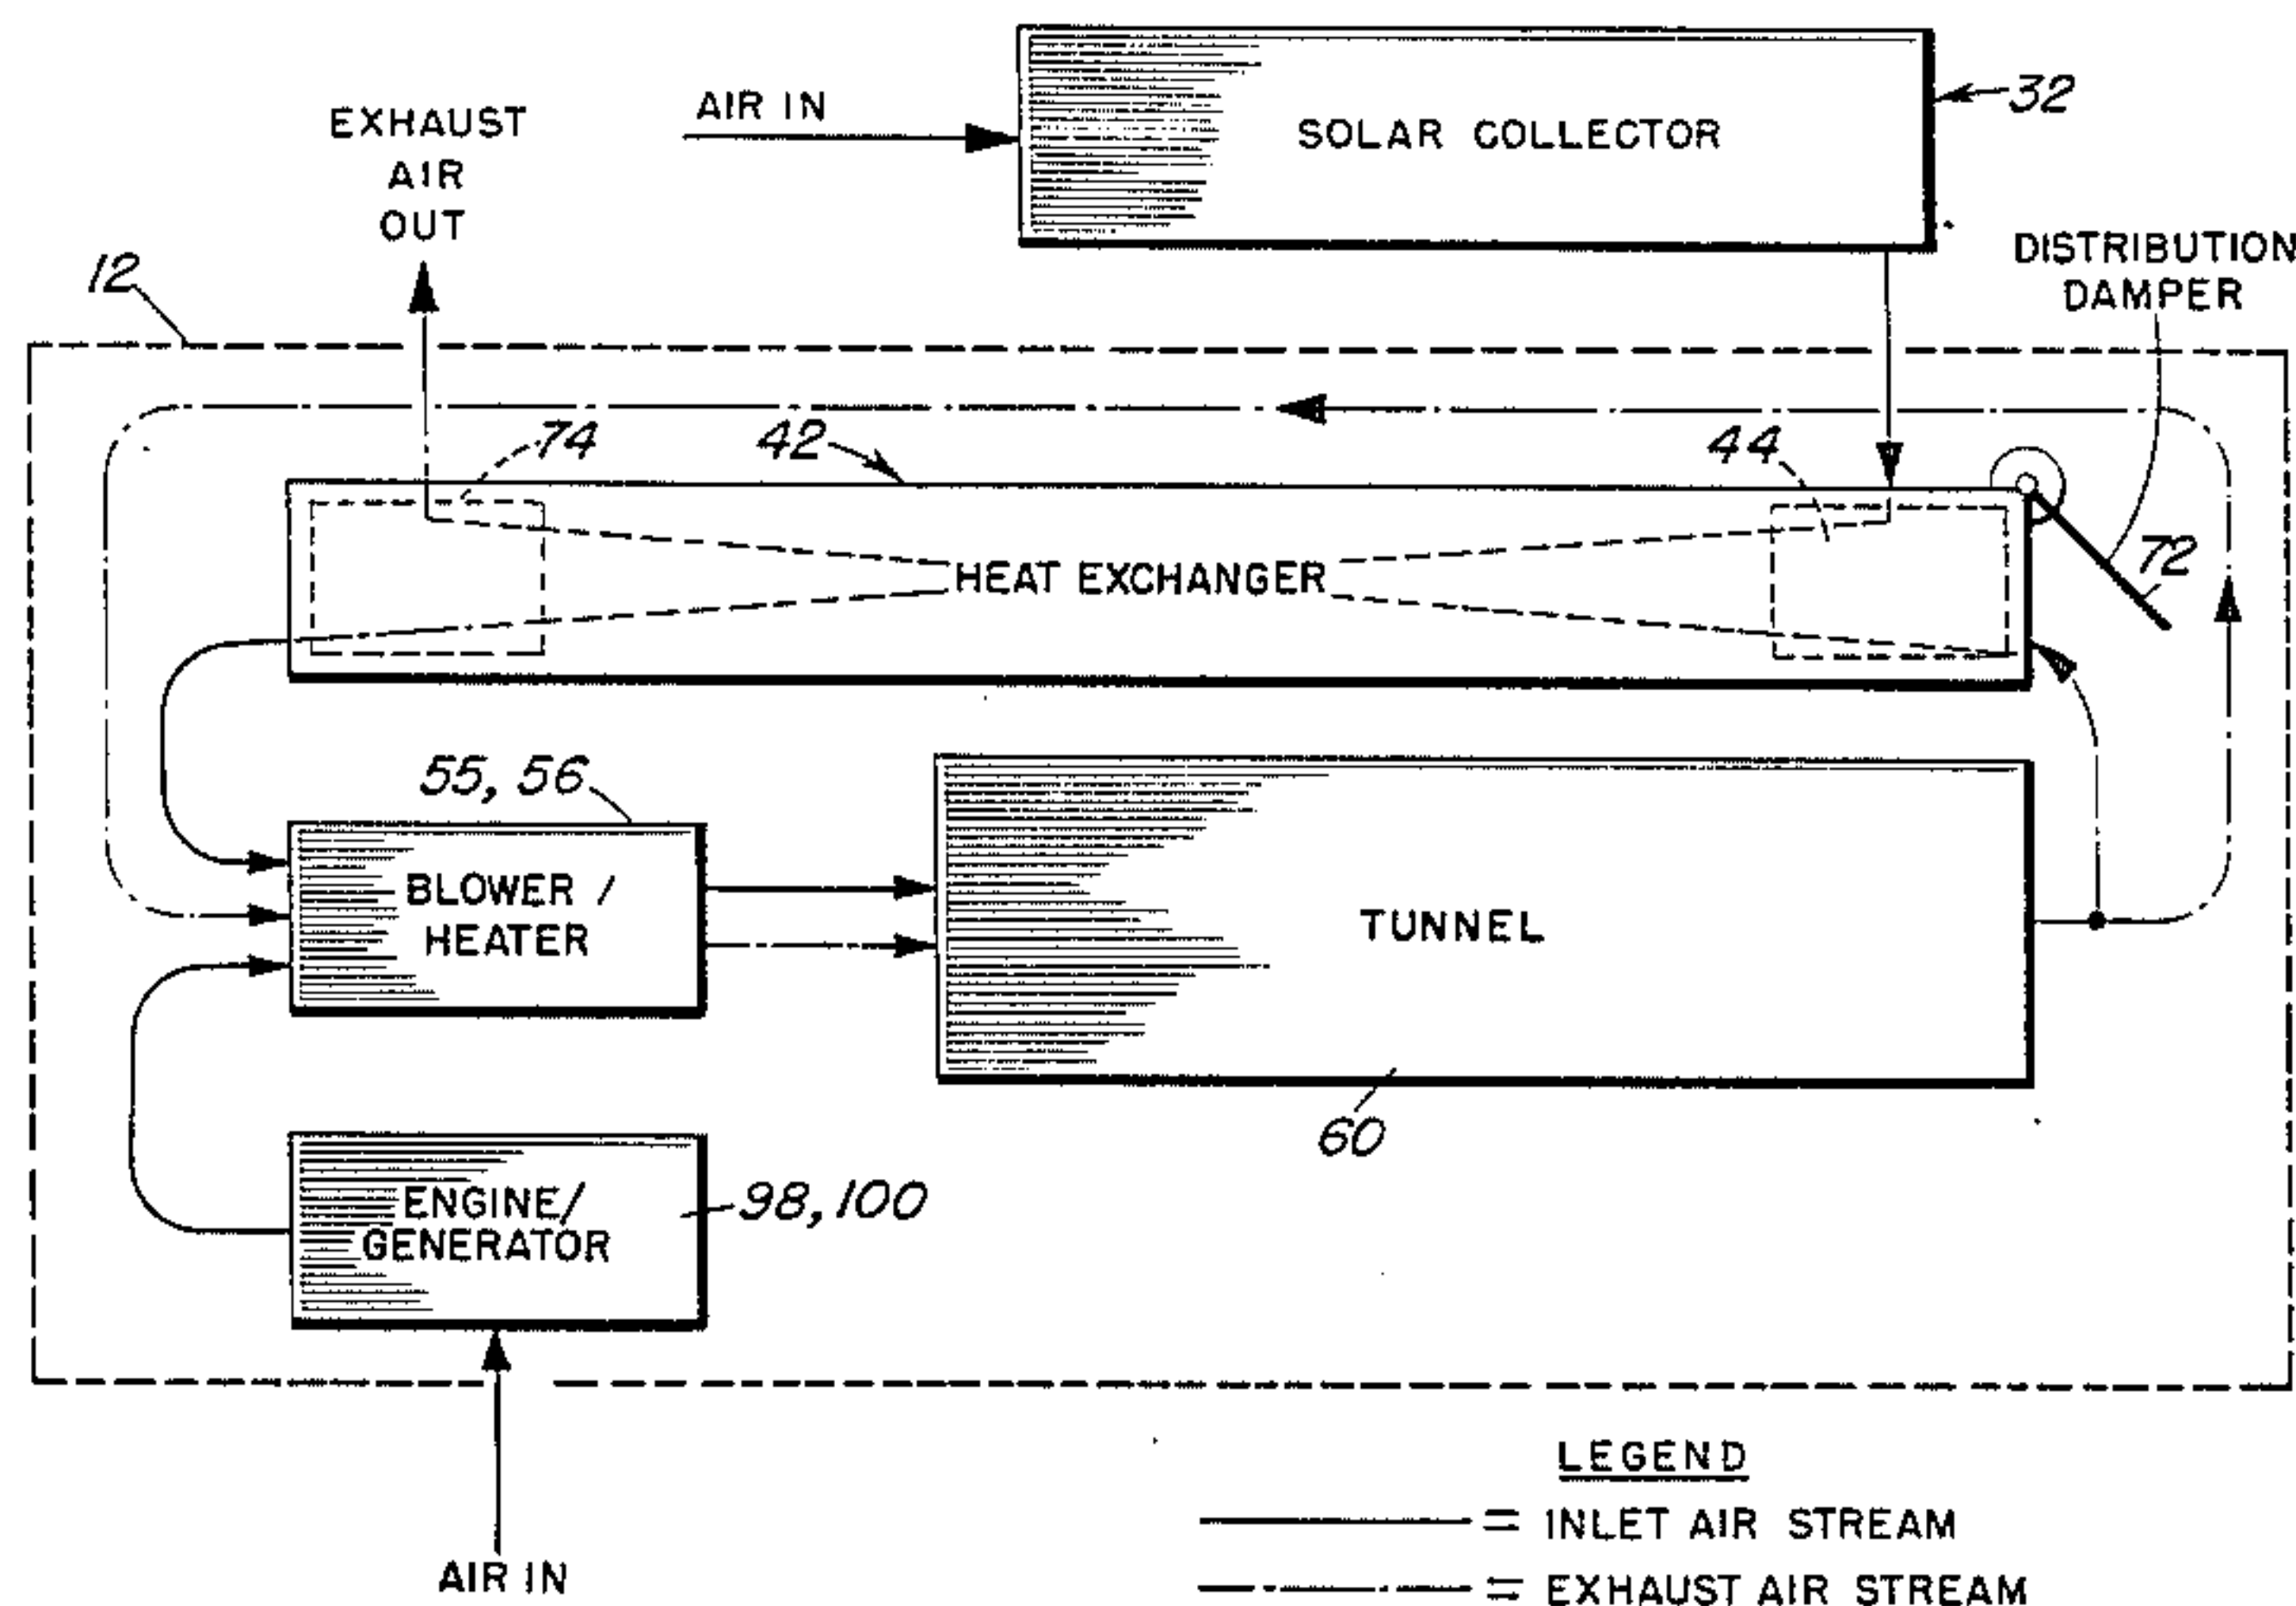 AIR IN
SOLAR COLLECTOR
32
EXHAUST
AIR
OUT
DISTRIBUTION
DAMPER
12
74
42
44
72
HEAT EXCHANGER
55, 56
BLOWER /
HEATER
TUNNEL
60
ENGINE/
GENERATOR
98, 100
AIR IN
LEGEND
= INLET AIR STREAM
= EXHAUST AIR STREAM